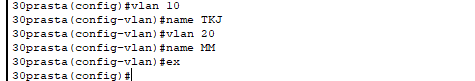 30prasta(config)#vlan 10
30prasta(config-vlan)#name TKJ
30prasta(config-vlan)#vlan 20
30prasta(config-vlan)#name MM
30prasta(config-vlan)#ex
30prasta(config)#